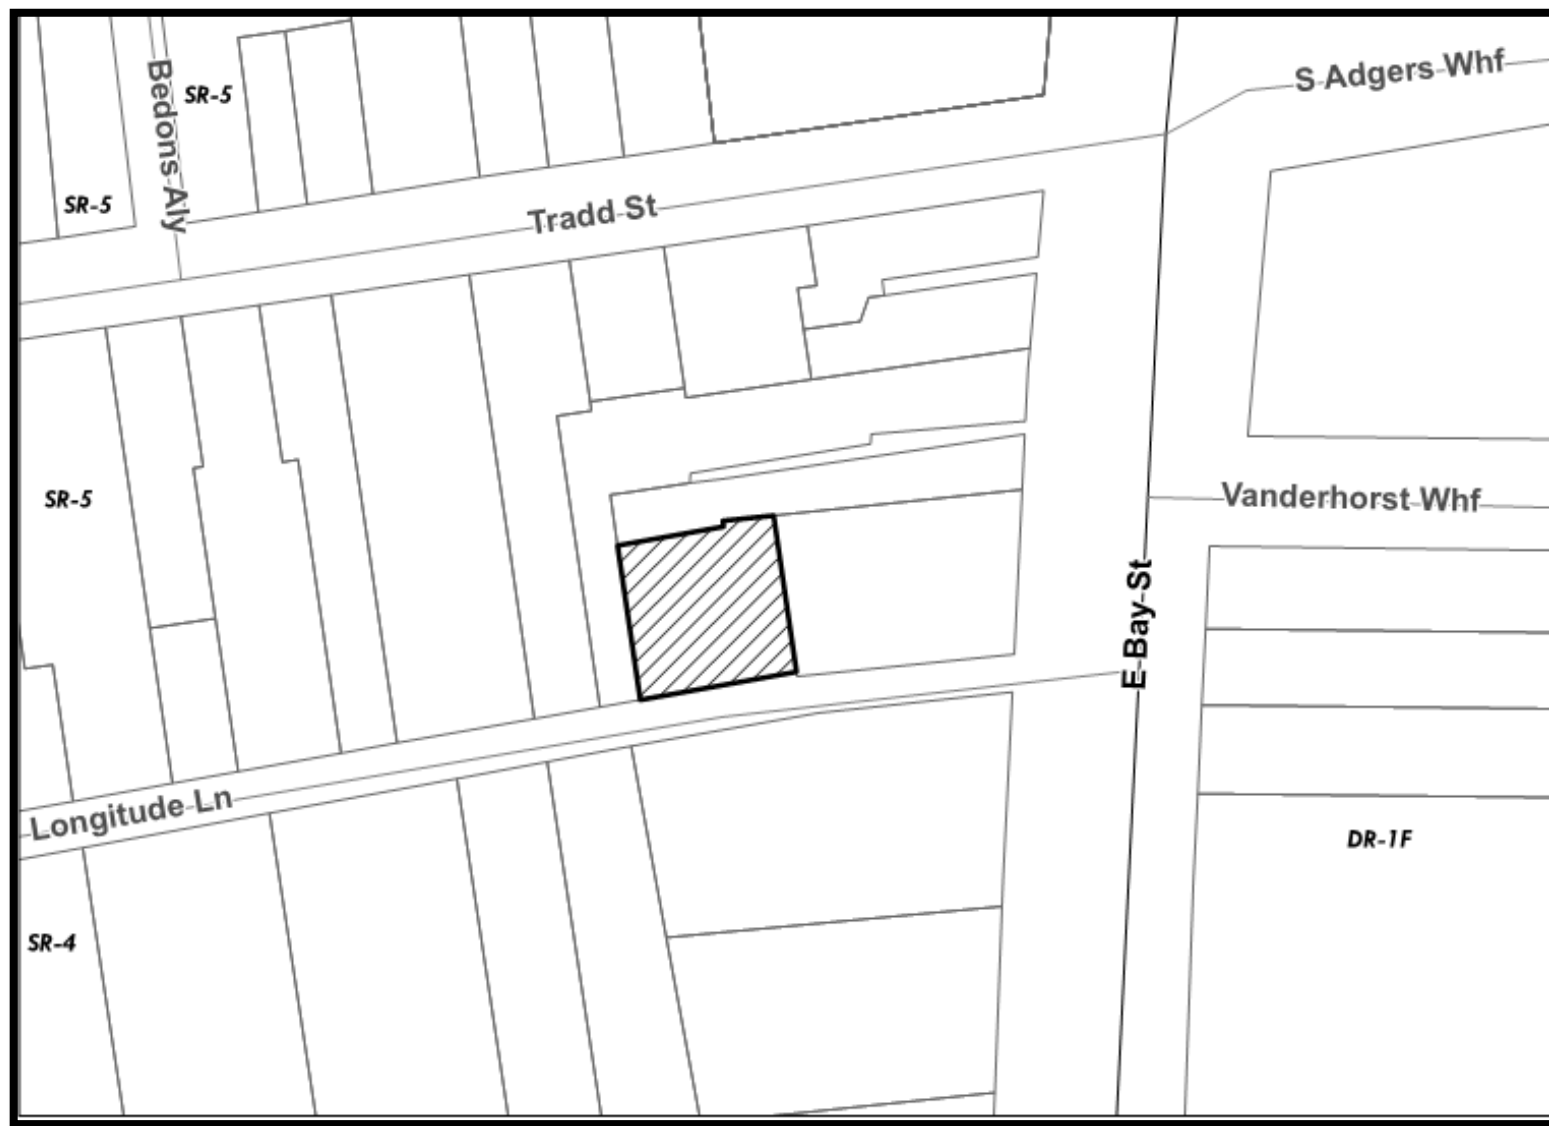 S Adgers Whf
Bedons Aly
SR-5
SR-5
Tradd St
SR-5
Vanderhorst Whf
E Bay St
Longitude Ln
DR-1F
SR-4